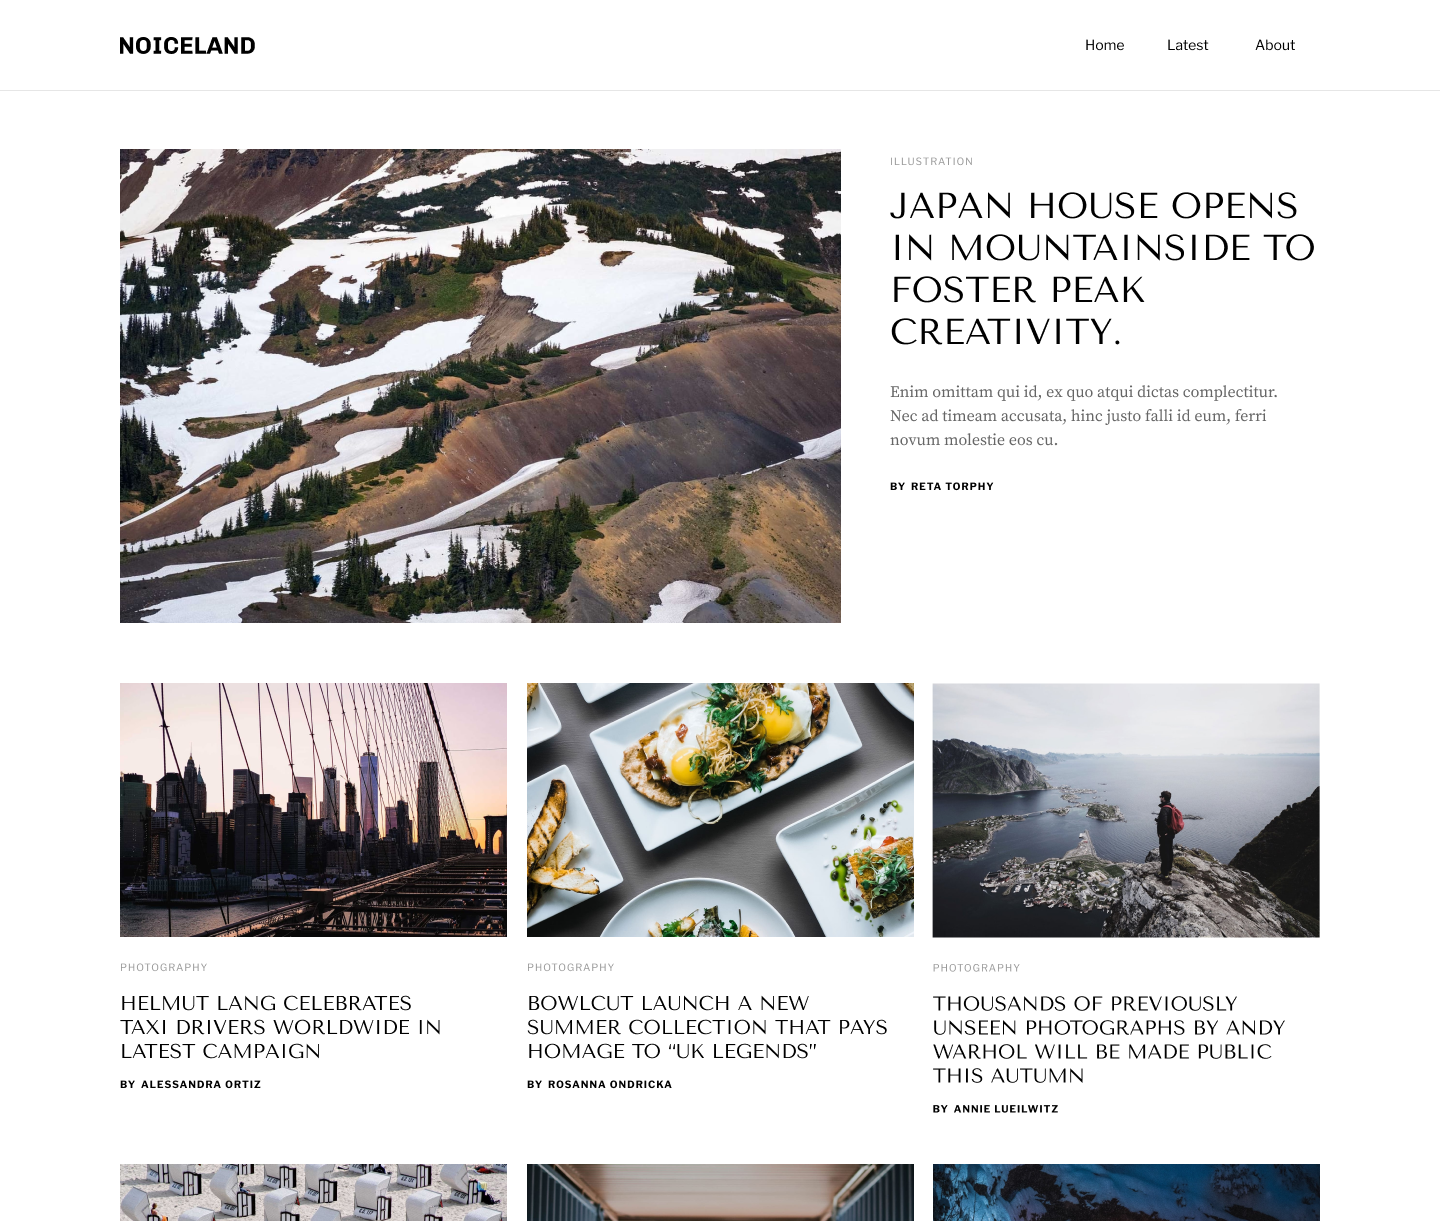 NOICELAND
Home Latest About
ILLUSTRATION
JAPAN HOUSE OPENS
IN MOUNTAINSIDE TO
FOSTER PEAK
CREATIVITY.
Enim omittam qui id, ex quo atqui dictas complectitur.
Nec ad timeam accusata, hinc justo falli id eum, ferri
novum molestie eos cu.
BY RETA TORPHY
PHOTOGRAPHY
HELMUT LANG CELEBRATES
TAXI DRIVERS WORLDWIDE IN
LATEST CAMPAIGN
BY ALESSANDRA ORTIZ
PHOTOGRAPHY
BOWLCUT LAUNCH A NEW
SUMMER COLLECTION THAT PAYS
HOMAGE TO “UK LEGENDS”
BY ROSANNA ONDRICKA
PHOTOGRAPHY
THOUSANDS OF PREVIOUSLY
UNSEEN PHOTOGRAPHS BY ANDY
WARHOL WILL BE MADE PUBLIC
THIS AUTUMN
BY ANNIE LUEILWITZ